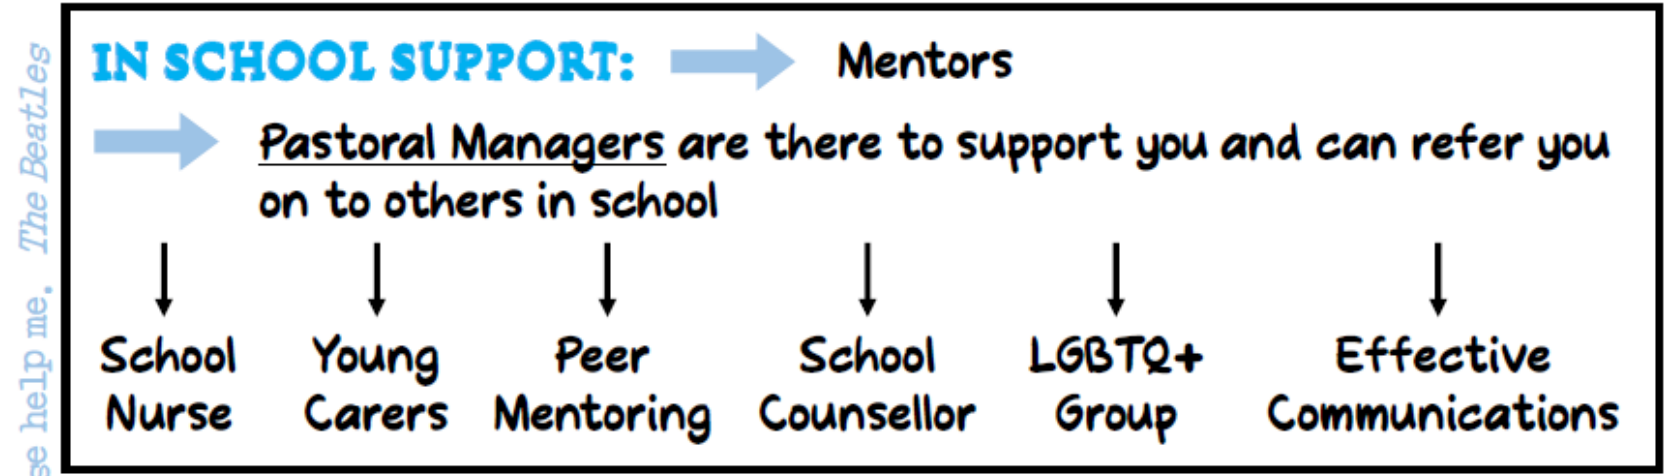 IN SCHOOL SUPPORT: Mentors
Pastoral Managers are there to support you and can refer you
on to others in school
School Nurse
Young Carers
Peer Mentoring
School Counsellor
LGBTQ+ Group
Effective Communications
help me. The Beatles